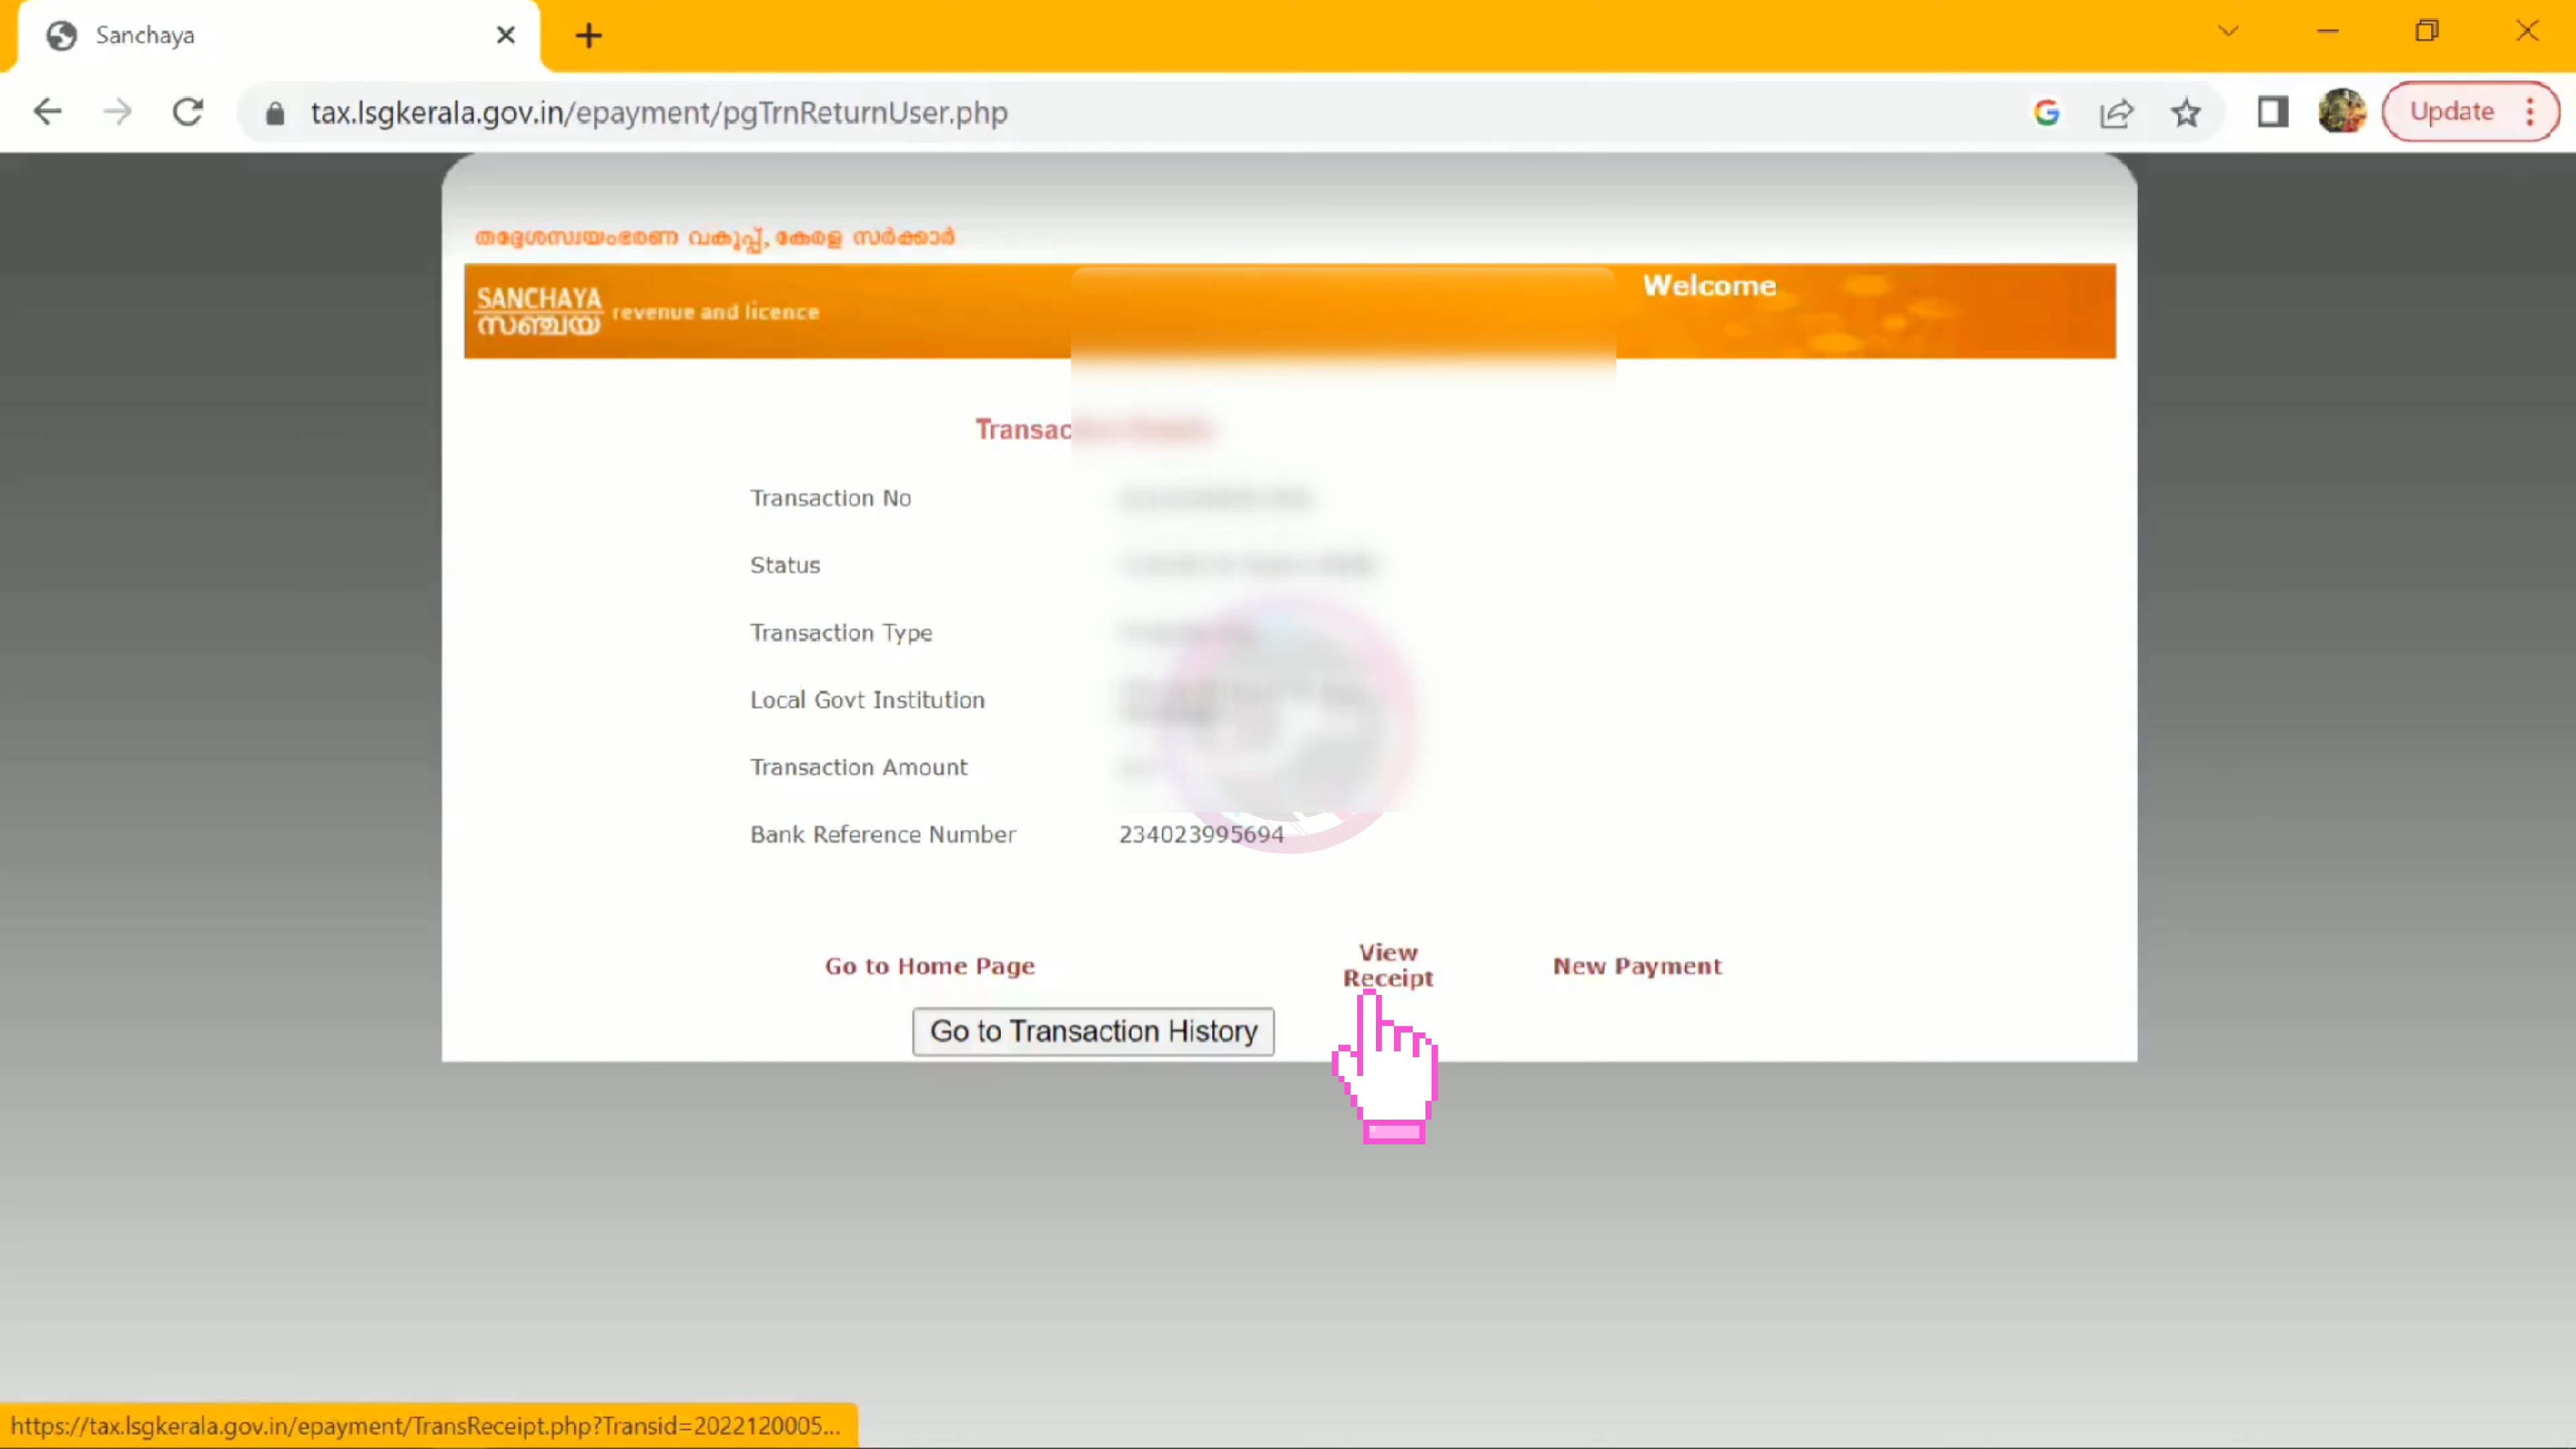 Sanchaya
tax.lsgkerala.gov.in/epayment/pgTrnReturnUser.php
Update
തദ്ദേശസ്വയംഭരണ വകുപ്പ്, കേരള സർക്കാർ
SANCHAYA
സഞ്ചയ
revenue and licence
Welcome
Transac
Transaction No
Status
Transaction Type
Local Govt Institution
Transaction Amount
Bank Reference Number 234023995694
Go to Home Page
View
Receipt
New Payment
Go to Transaction History
https://tax.lsgkerala.gov.in/epayment/TransReceipt.php?Transid=2022120005...